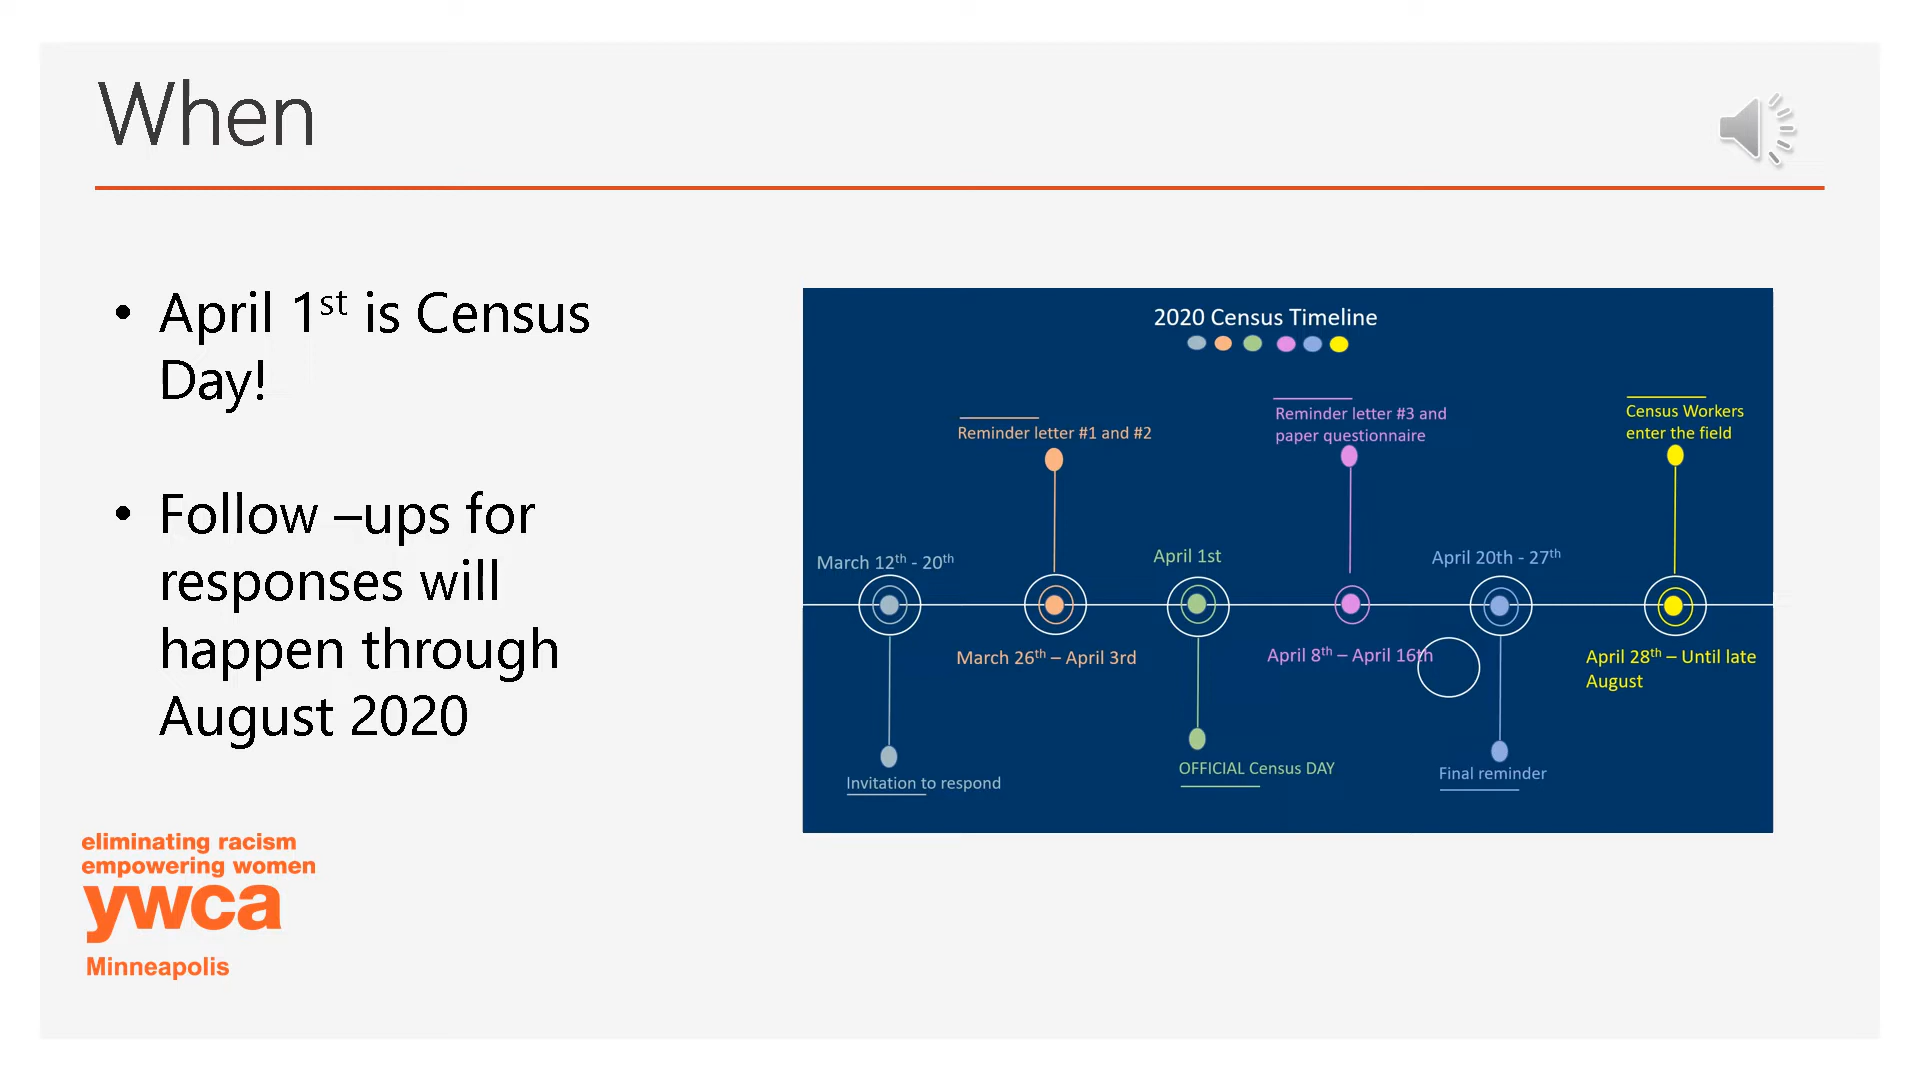 When
• April 1st is Census
Day!
• Follow –ups for
responses will
happen through
August 2020
2020 Census Timeline
Reminder letter #1 and #2
Reminder letter #3 and
paper questionnaire
Census Workers
enter the field
March 12th - 20th
April 1st
April 20th - 27th
March 26th – April 3rd
April 8th – April 16th
April 28th – Until late
August
Invitation to respond
OFFICIAL Census DAY
Final reminder
eliminating racism
empowering women
ywca
Minneapolis